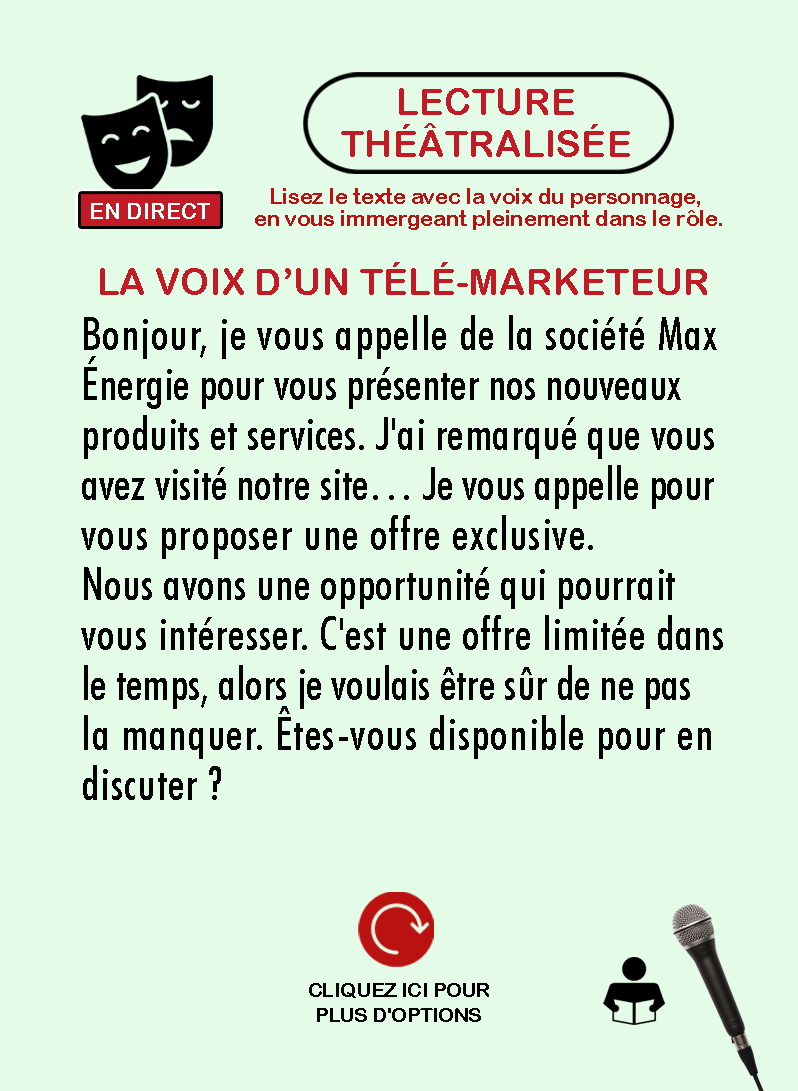 LECTURE
THÉÂTRALISÉE
EN DIRECT
Lisez le texte avec la voix du personnage,
en vous immergeant pleinement dans le rôle.
LA VOIX D’UN TÉLÉ-MARKETEUR
Bonjour, je vous appelle de la société Max
Énergie pour vous présenter nos nouveaux
produits et services. J'ai remarqué que vous
avez visité notre site… Je vous appelle pour
vous proposer une offre exclusive.
Nous avons une opportunité qui pourrait
vous intéresser. C'est une offre limitée dans
le temps, alors je voulais être sûr de ne pas
la manquer. Êtes-vous disponible pour en
discuter ?
CLIQUEZ ICI POUR
PLUS D'OPTIONS